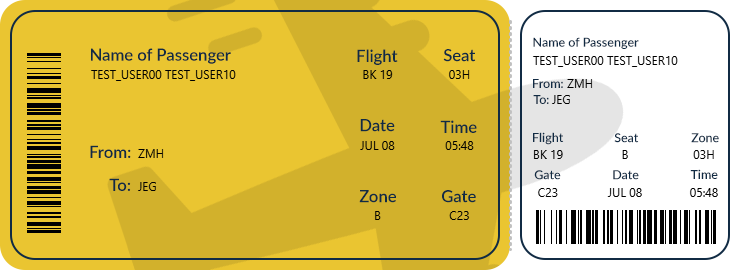 Name of Passenger
TEST_USER00 TEST_USER10
Flight Seat
BK 19 03H
Date Time
JUL 08 05:48
From: ZMH
To: JEG
Zone Gate
B C23
Name of Passenger
TEST_USER00 TEST_USER10
From: ZMH
To: JEG
Flight Seat Zone
BK 19 B 03H
Gate Date Time
C23 JUL 08 05:48